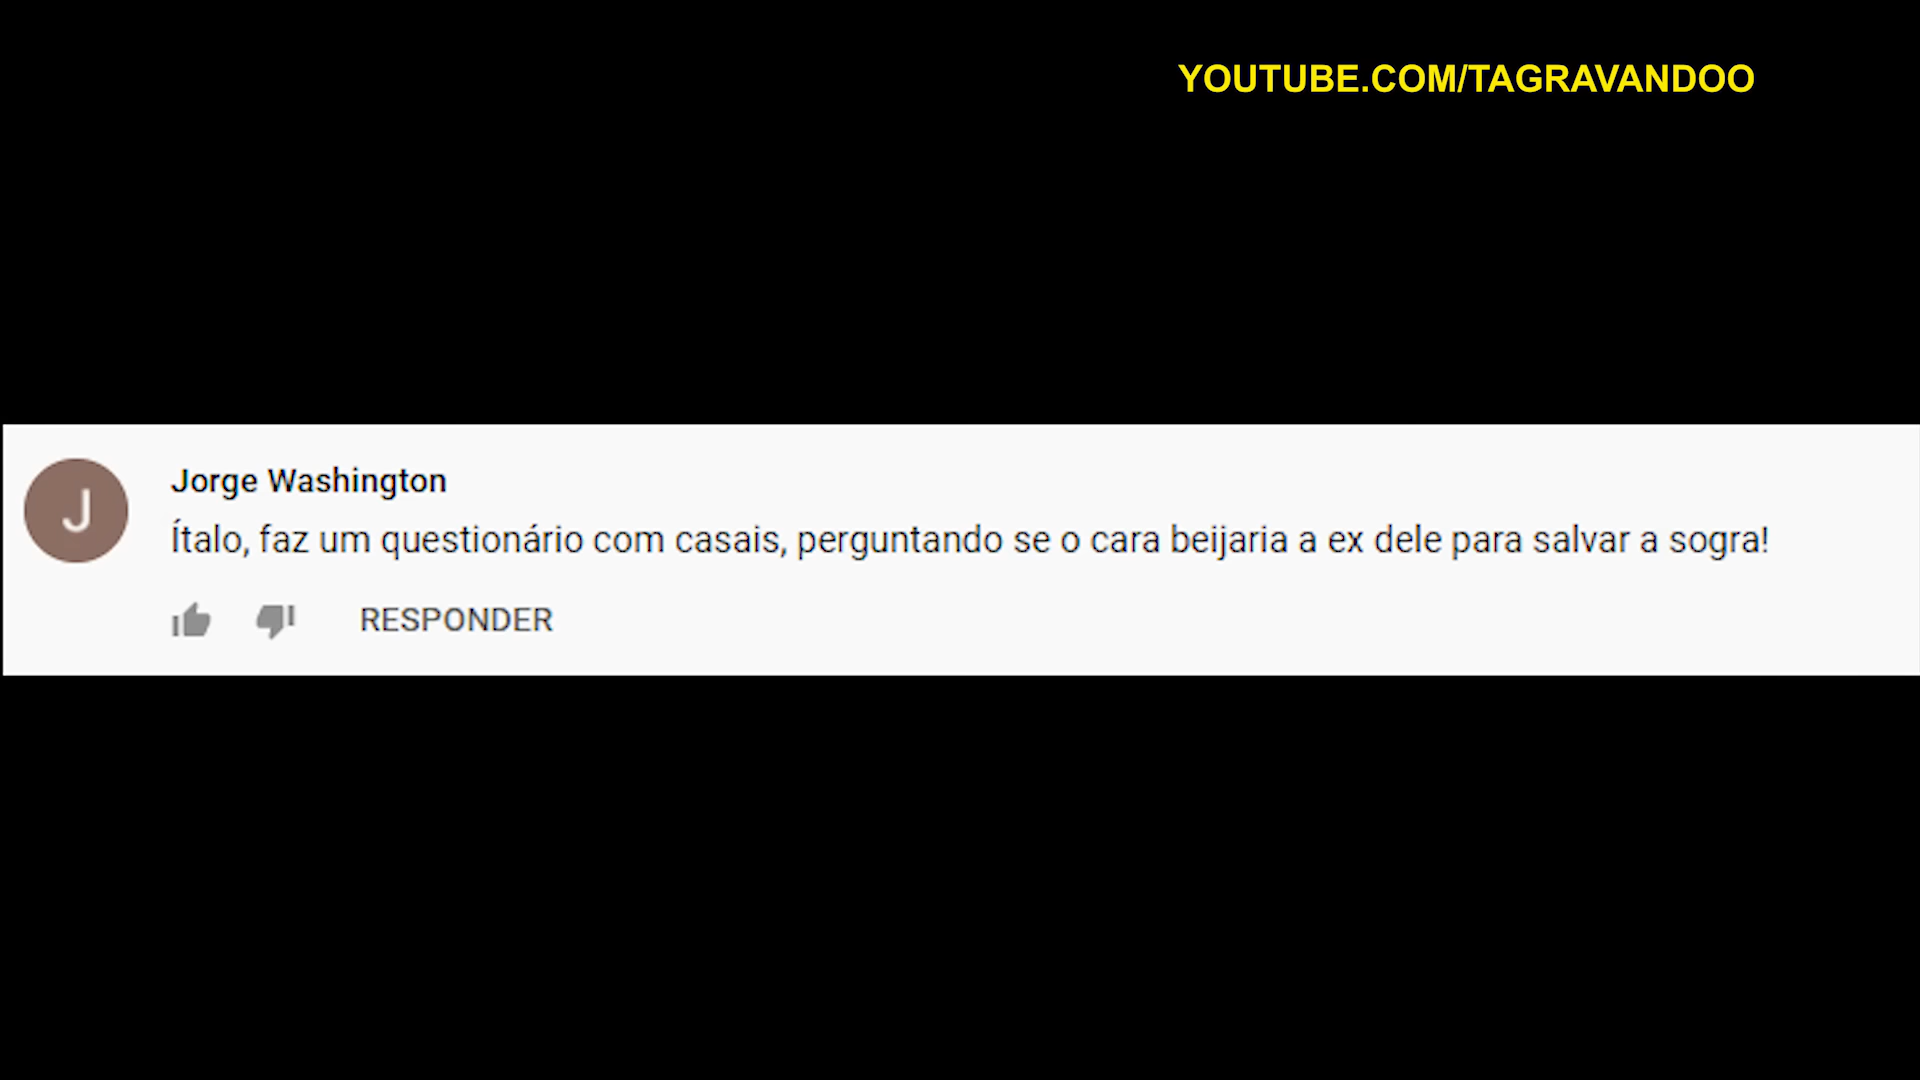 YOUTUBE.COM/TAGRAVANDOO
J
Jorge Washington
Ítalo, faz um questionário com casais, perguntando se o cara beijaria a ex dele para salvar a sogra!
RESPONDER